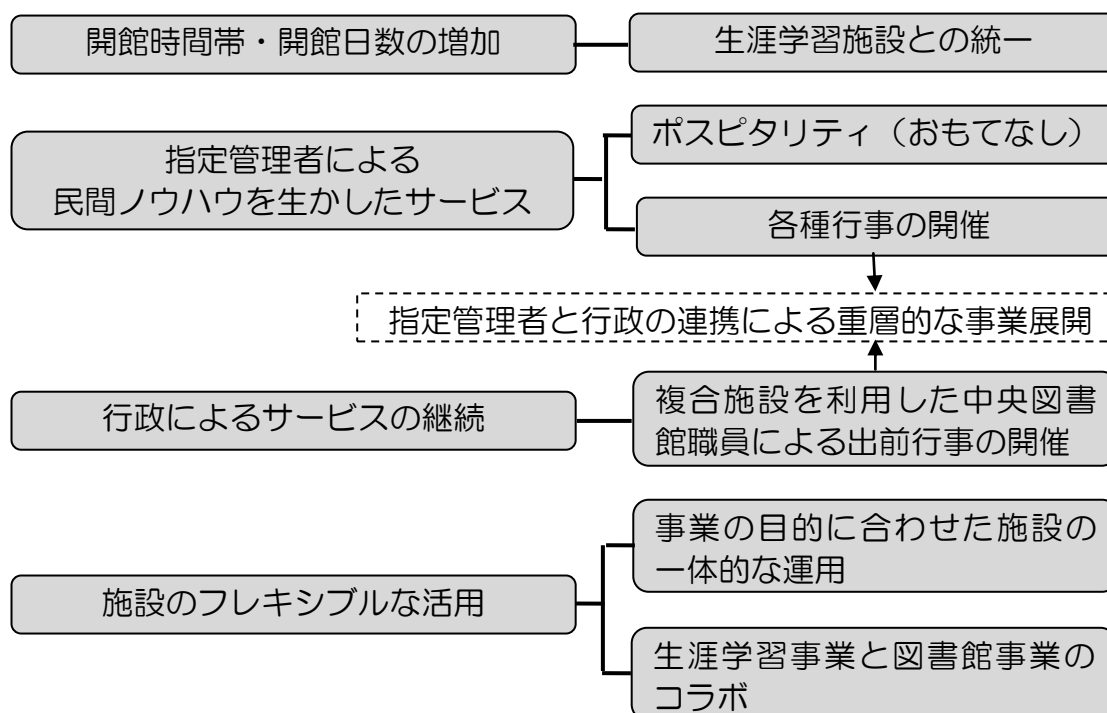 開館時間帯・開館日数の増加
生涯学習施設との統一
指定管理者による
民間ノウハウを生かしたサービス
ポスピタリティ（おもてなし）
各種行事の開催
指定管理者と行政の連携による重層的な事業展開
行政によるサービスの継続
複合施設を利用した中央図書
館職員による出前行事の開催
施設のフレキシブルな活用
事業の目的に合わせた施設の
一体的な運用
生涯学習事業と図書館事業の
コラボ